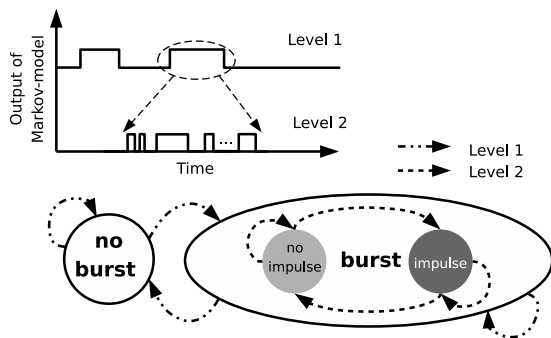 Output of
Markov-model
Level 1
Level 2
...
Time
Level 1
Level 2
no
burst
no
impulse
burst
impulse